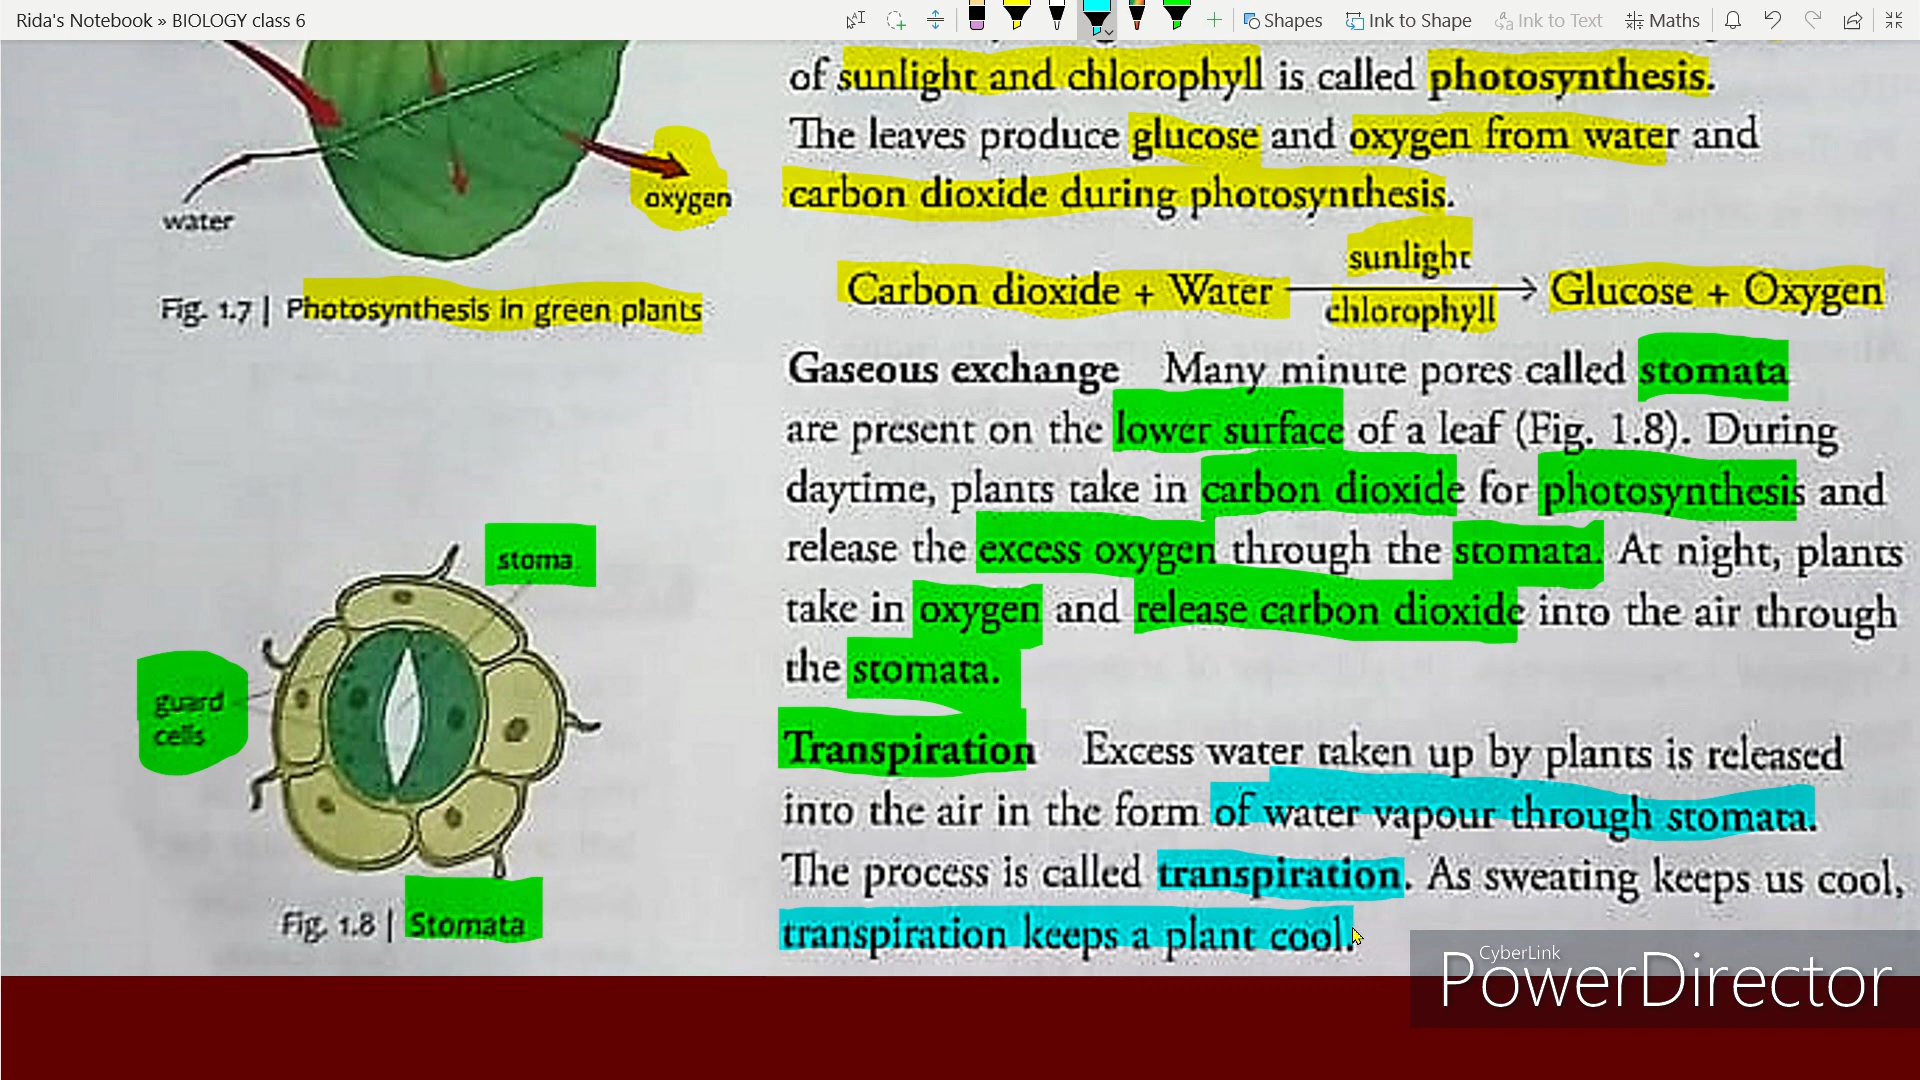 Rida's Notebook » BIOLOGY class 6
Shapes
Ink to Shape
Ink to Text
Maths
of sunlight and chlorophyll is called photosynthesis.
The leaves produce glucose and oxygen from water and
carbon dioxide during photosynthesis.
oxygen
water
Fig. 1.7 | Photosynthesis in green plants
sunlight
Carbon dioxide + Water → Glucose + Oxygen
chlorophyll
Gaseous exchange Many minute pores called stomata
are present on the lower surface of a leaf (Fig. 1.8). During
daytime, plants take in carbon dioxide for photosynthesis and
release the excess oxygen through the stomata. At night, plants
take in oxygen and release carbon dioxide into the air through
the stomata.
stoma
guard
cells
Fig. 1.8 | Stomata
Transpiration Excess water taken up by plants is released
into the air in the form of water vapour through stomata.
The process is called transpiration. As sweating keeps us cool,
transpiration keeps a plant cool.
CyberLink
PowerDirector